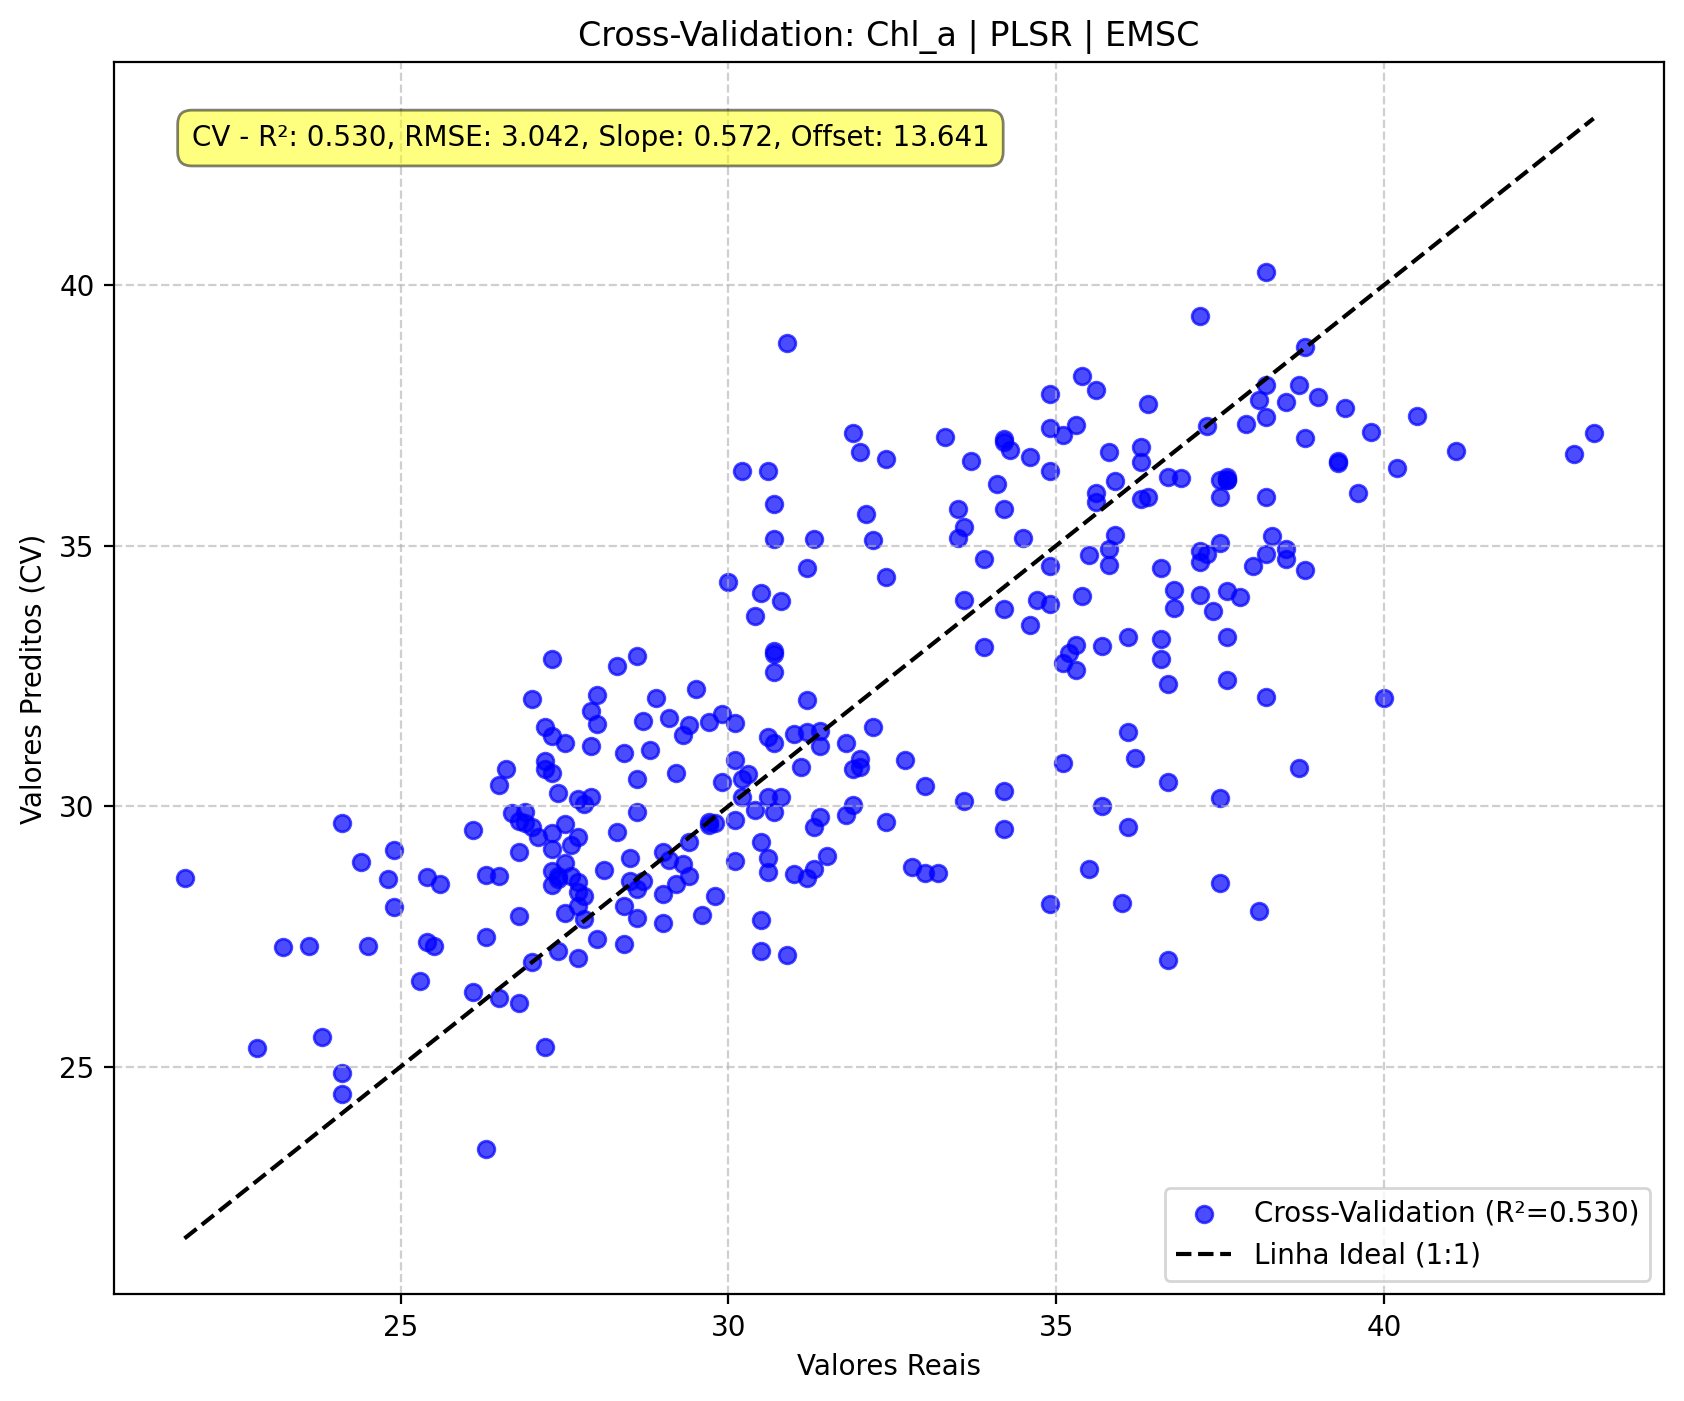 Cross-Validation: Chl_a | PLSR | EMSC
CV - R²: 0.530, RMSE: 3.042, Slope: 0.572, Offset: 13.641
Valores Preditos (CV)
40
35
30
25
Cross-Validation (R²=0.530)
Linha Ideal (1:1)
25 30 35 40
Valores Reais